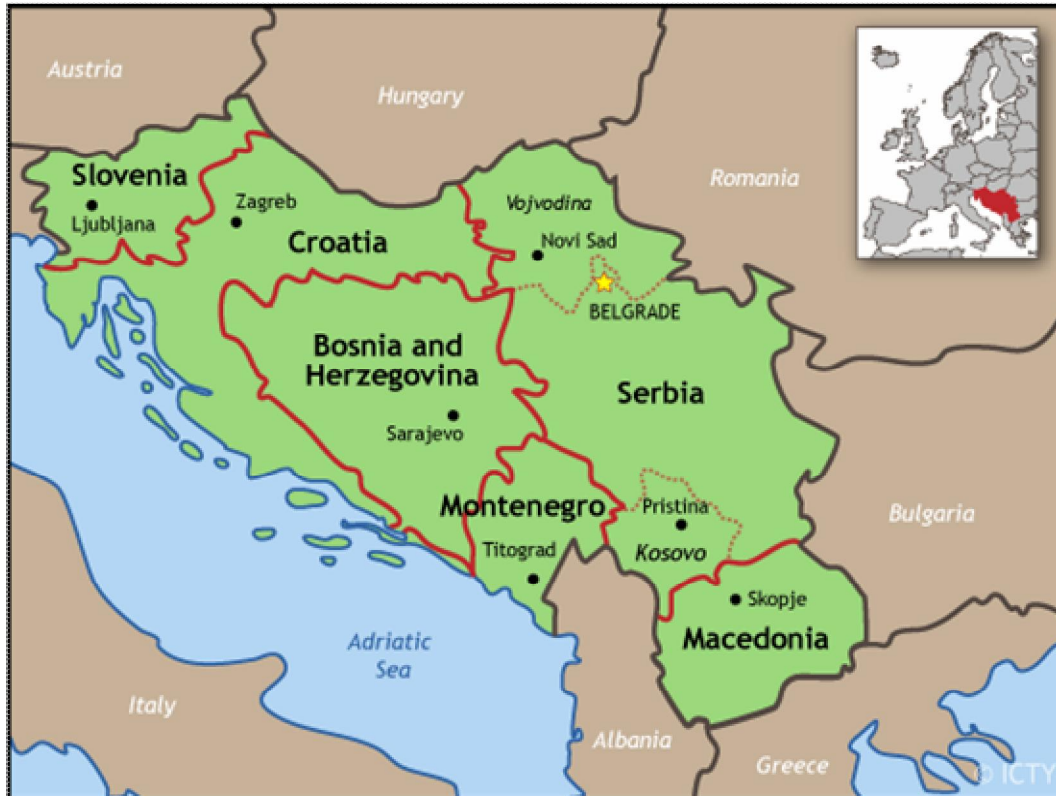 Austria
Hungary
Slovenia
Ljubljana
Zagreb
Croatia
Vojvodina
Novi Sad
BELGRADE
Romania
Bosnia and
Herzegovina
Sarajevo
Serbia
Montenegro
Titograd
Pristina
Kosovo
Bulgaria
Skopje
Macedonia
Adriatic
Sea
Italy
Albania
Greece
© ICTY